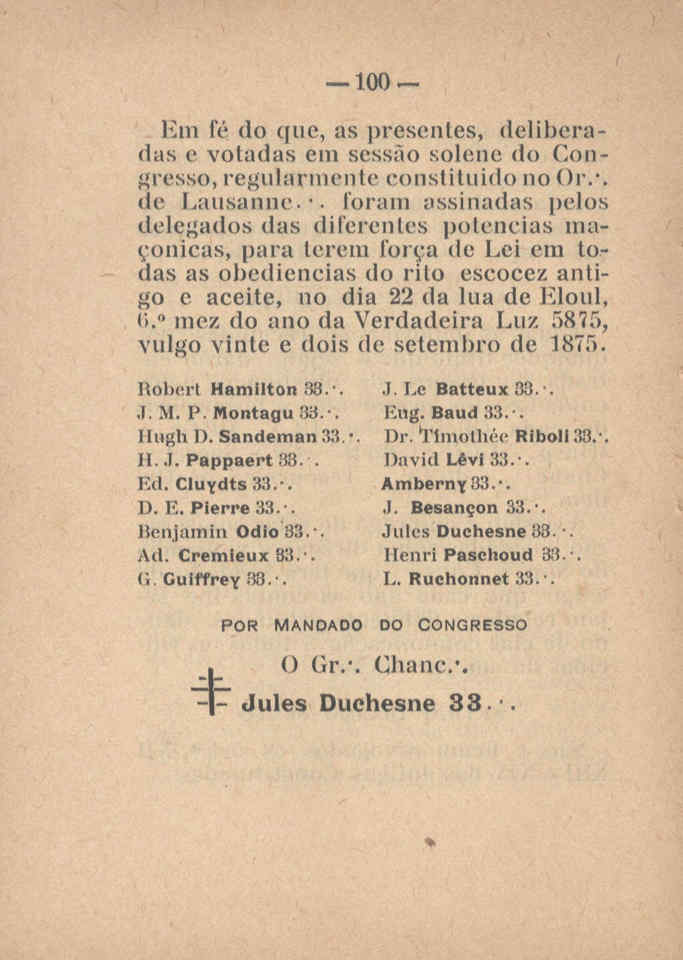 — 100 —
Em fé do que, as presentes, delibera-
das e votadas em sessão solene do Con-
gresso, regularmente constituido no Or.·.
de Lausanne.·. foram assinadas pelos
delegados das diferentes potencias ma-
çonicas, para terem força de Lei em to-
das as obediencias do rito escocez anti-
go e aceite, no dia 22 da lua de Eloul,
6.º mez do ano da Verdadeira Luz 5875,
vulgo vinte e dois de setembro de 1875.
Robert Hamilton 33.·.
J. M. P. Montagu 33.·.
Hugh D. Sandeman 33.·.
H. J. Pappaert 33.·.
Ed. Cluydts 33.·.
D. E. Pierre 33.·.
Benjamin Odio 33.·.
Ad. Cremieux 33.·.
G. Guiffrey 33.·.
J. Le Batteux 33.·.
Eug. Baud 33.·.
Dr. Timothée Riboli 33.·.
David Lêvi 33.·.
Amberny 33.·.
J. Besançon 33.·.
Jules Duchesne 33.·.
Henri Paschoud 33.·.
L. Ruchonnet 33.·.
POR MANDADO DO CONGRESSO
O Gr.·. Chanc.·.
Jules Duchesne 33.·.